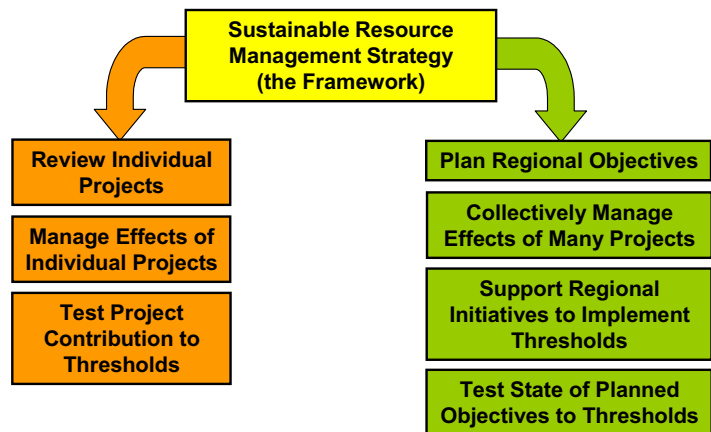 Sustainable Resource
Management Strategy
(the Framework)
Review Individual
Projects
Manage Effects of
Individual Projects
Test Project
Contribution to
Thresholds
Plan Regional Objectives
Collectively Manage
Effects of Many Projects
Support Regional
Initiatives to Implement
Thresholds
Test State of Planned
Objectives to Thresholds